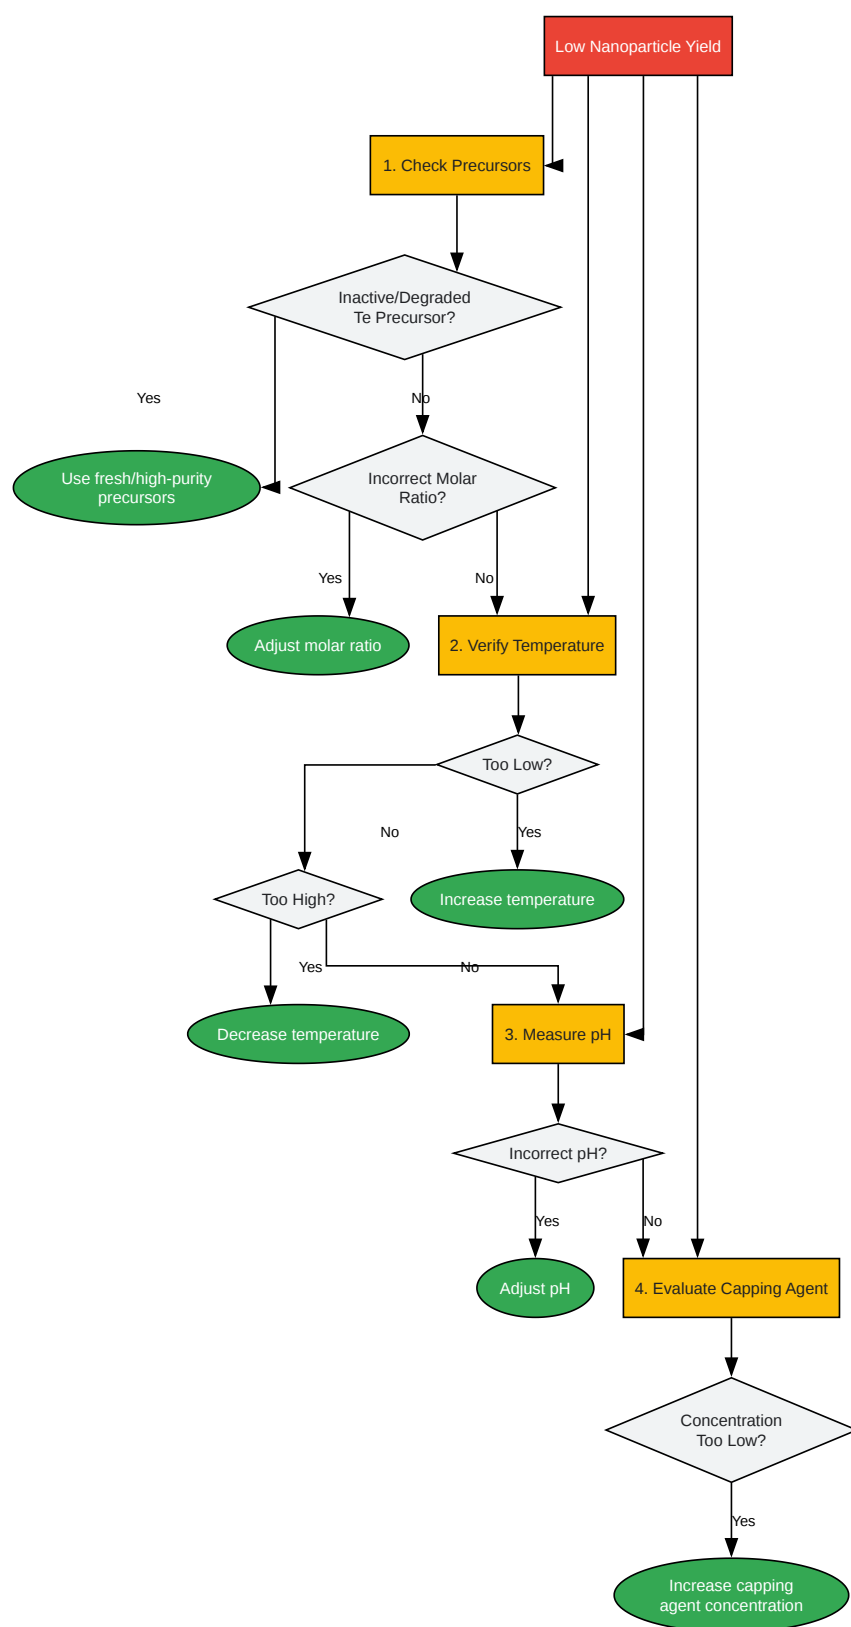 Low Nanoparticle Yield
1. Check Precursors
Inactive/Degraded
Te Precursor?
Yes
No
Use fresh/high-purity
precursors
Incorrect Molar
Ratio?
Yes
No
Adjust molar ratio
2. Verify Temperature
Too Low?
No
Yes
Too High?
Increase temperature
Yes
No
Decrease temperature
3. Measure pH
Incorrect pH?
Yes
No
Adjust pH
4. Evaluate Capping Agent
Concentration
Too Low?
Yes
Increase capping
agent concentration